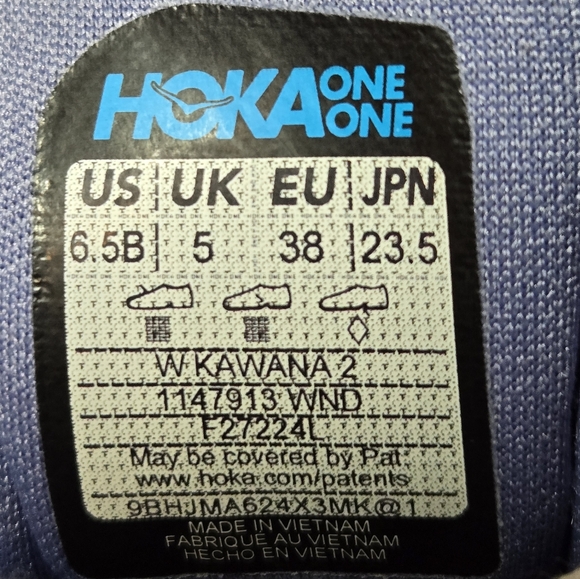 HOKA ONE ONE
US UK EU JPN
6.5B 5 38 23.5
W KAWANA 2
1147913 WND
F27224L
May be covered by Pat.
www.hoka.com/patents
9BHJMA624X3MK@1
MADE IN VIETNAM
FABRIQUÉ AU VIETNAM
HECHO EN VIETNAM